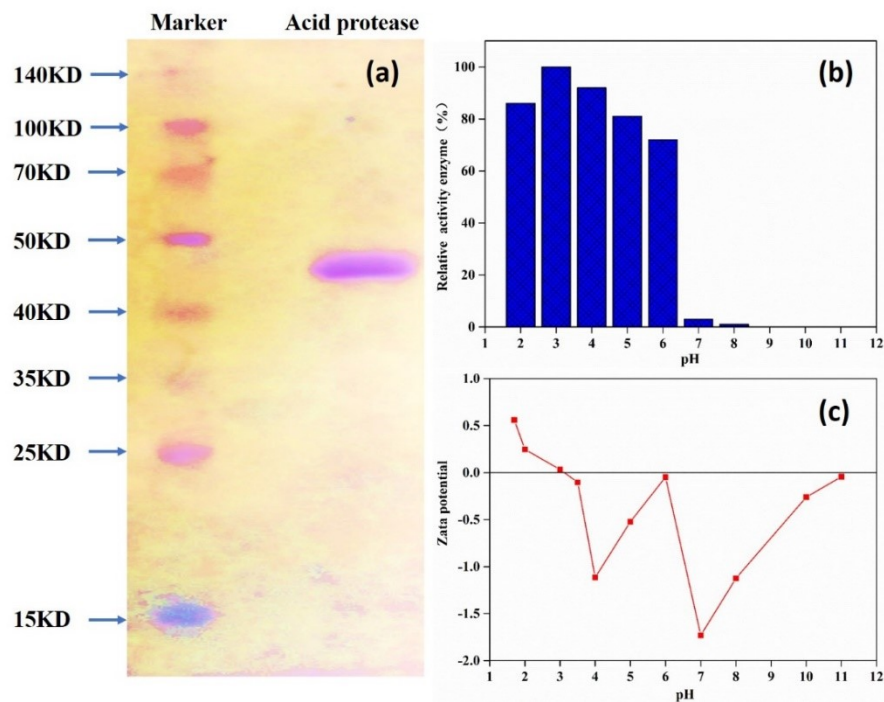 Marker Acid protease
(a)
140KD
100KD
70KD
50KD
40KD
35KD
25KD
15KD
(b)
Relative activity enzyme (%)
100
80
60
40
20
0
1 2 3 4 5 6 7 8 9 10 11 12
pH
(c)
Zata potential
1.0
0.5
0.0
-0.5
-1.0
-1.5
-2.0
1 2 3 4 5 6 7 8 9 10 11 12
pH